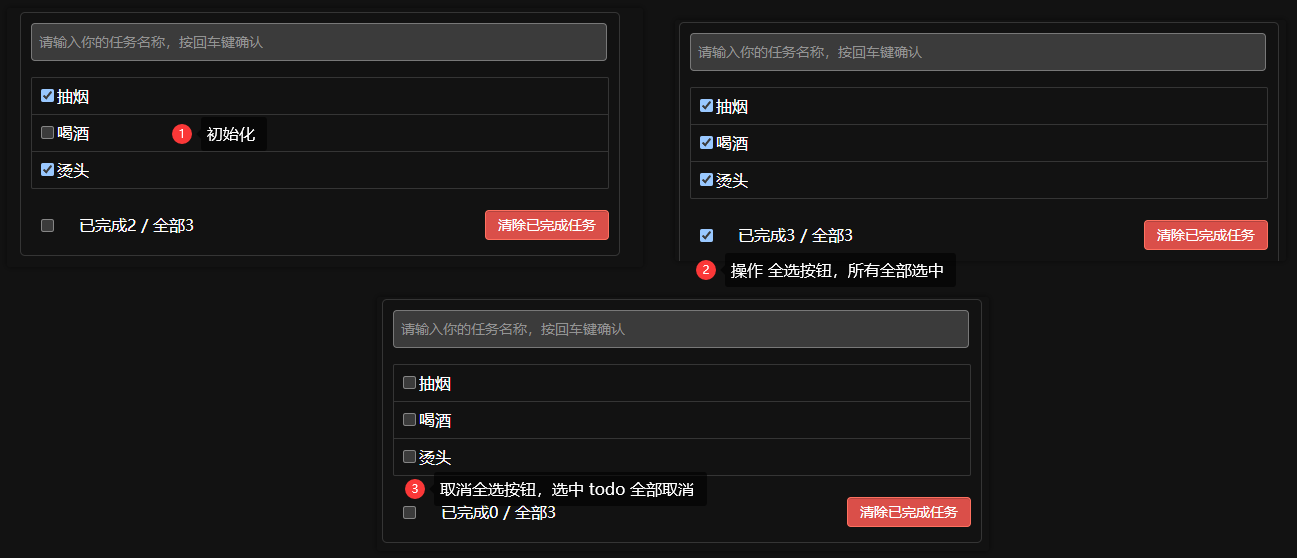 请输入你的任务名称，按回车键确认
抽烟
喝酒
1 初始化
烫头
已完成2 / 全部3
清除已完成任务
请输入你的任务名称，按回车键确认
抽烟
喝酒
烫头
已完成3 / 全部3
清除已完成任务
2 操作 全选按钮，所有全部选中
请输入你的任务名称，按回车键确认
抽烟
喝酒
烫头
3 取消全选按钮，选中 todo 全部取消
已完成0 / 全部3
清除已完成任务